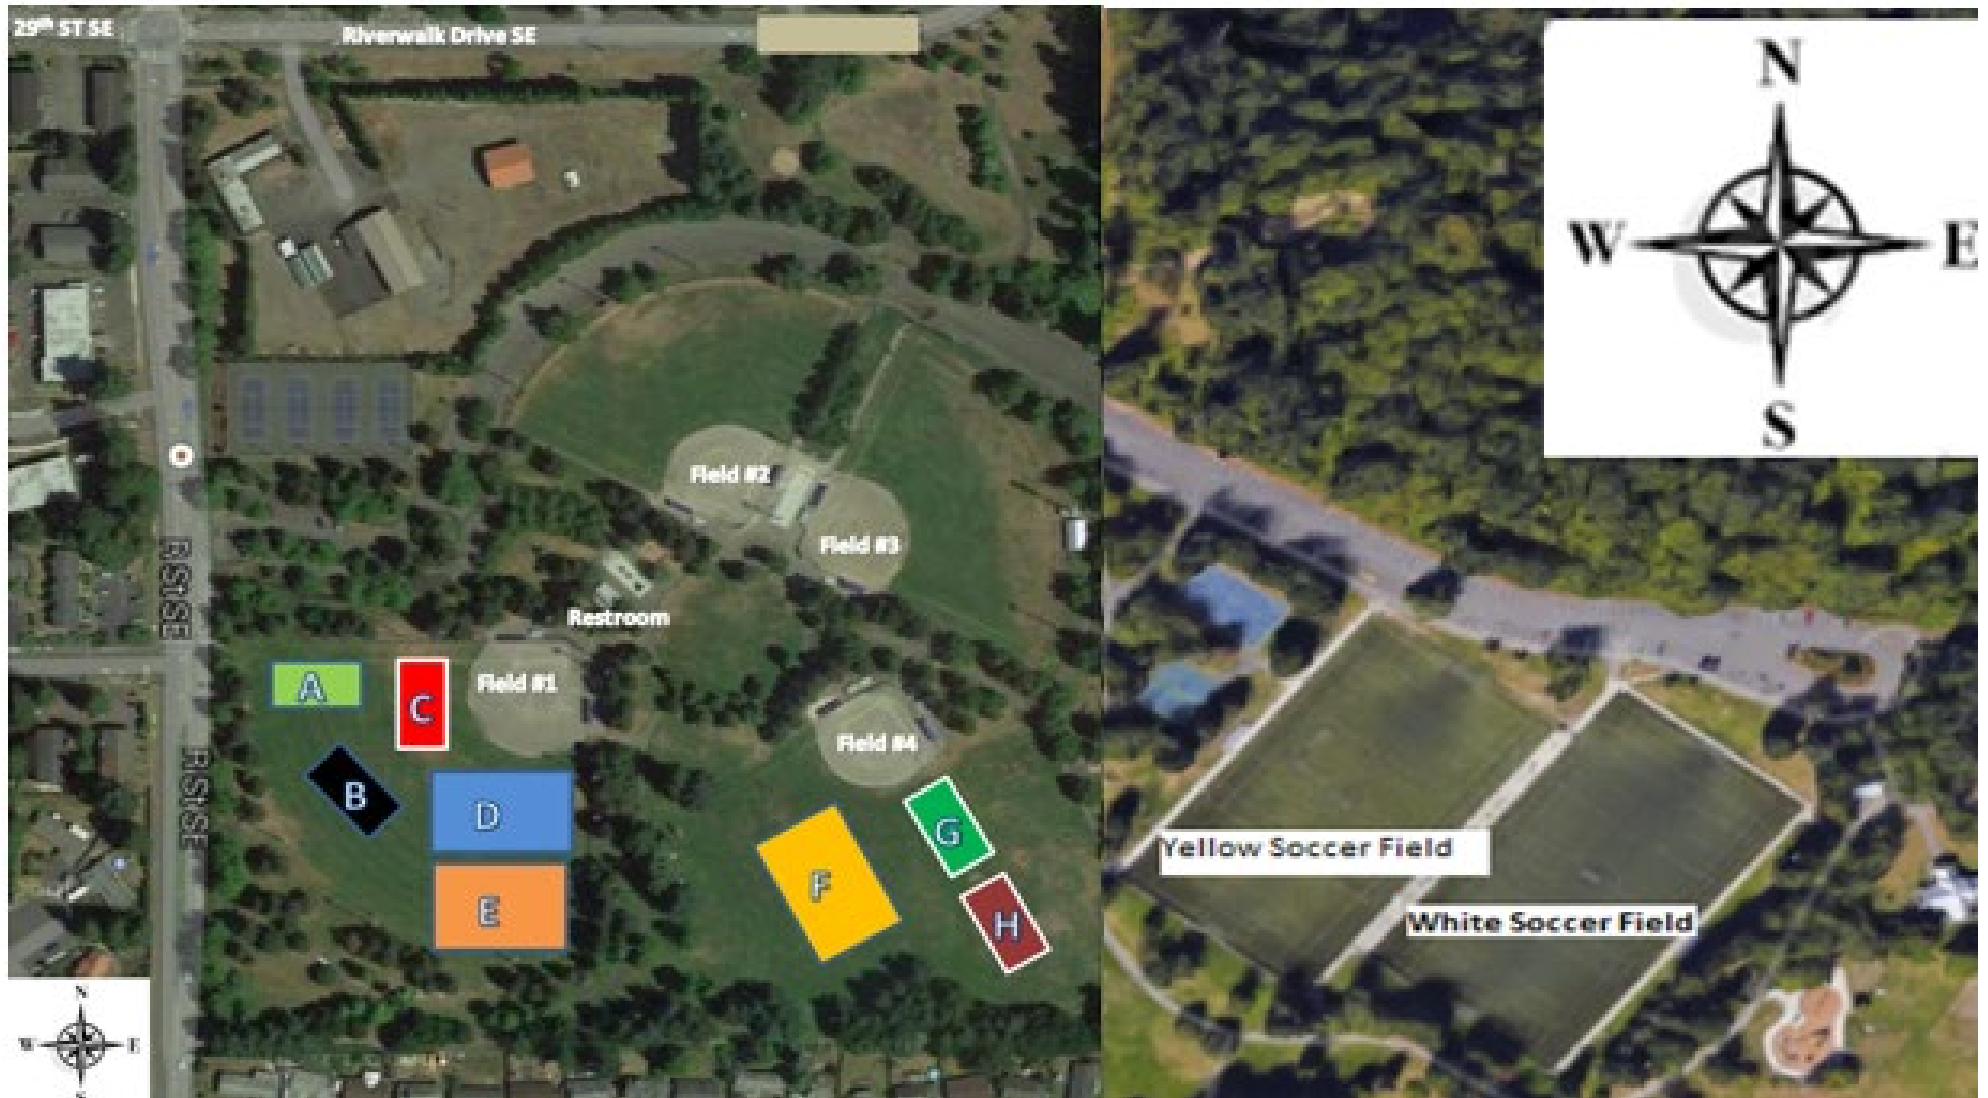 29th ST SE
Riverwalk Drive SE
N
W
E
S
Field #2
Field #3
R St SE
Restroom
A
C
Field #1
Field #4
B
D
R St SE
G
Yellow Soccer Field
F
E
H
White Soccer Field
N
W
E